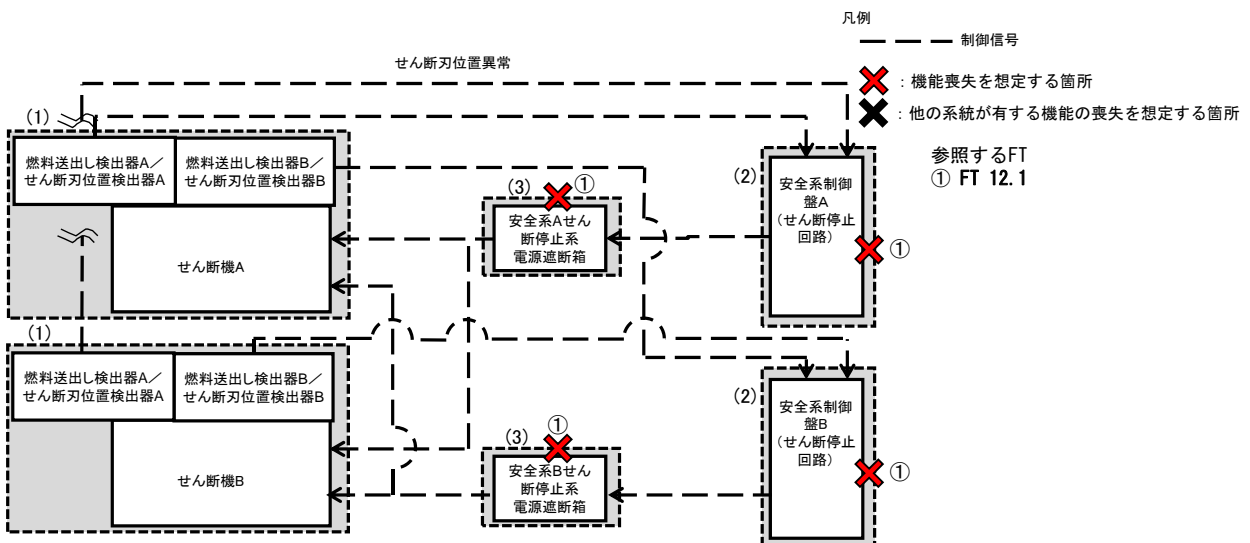 凡例
制御信号
せん断刃位置異常
：機能喪失を想定する箇所
：他の系統が有する機能の喪失を想定する箇所
参照するFT
① FT 12.1
(1)
燃料送出し検出器A／
せん断刃位置検出器A
燃料送出し検出器B／
せん断刃位置検出器B
せん断機A
(3)
①
安全系Aせん
断停止系
電源遮断箱
(2)
安全系制御
盤A
(せん断停止
回路)
①
(1)
燃料送出し検出器A／
せん断刃位置検出器A
燃料送出し検出器B／
せん断刃位置検出器B
せん断機B
(3)
①
安全系Bせん
断停止系
電源遮断箱
(2)
安全系制御
盤B
(せん断停止
回路)
①